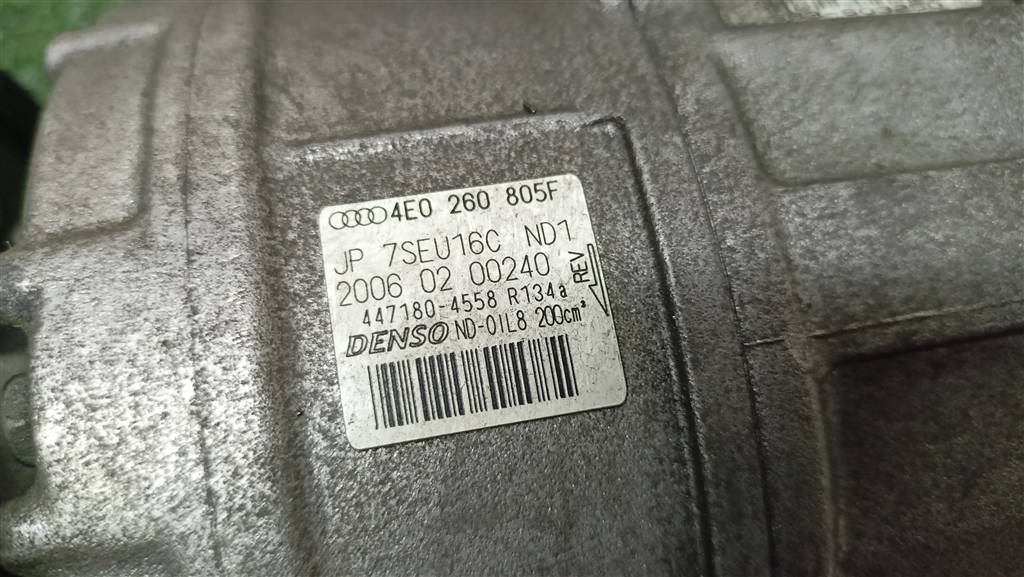 4E0 260 805F
JP 7SEU16C ND1
2006 02 00240
REV
447180-4558 R134a
DENSO ND-OIL8 200cm³